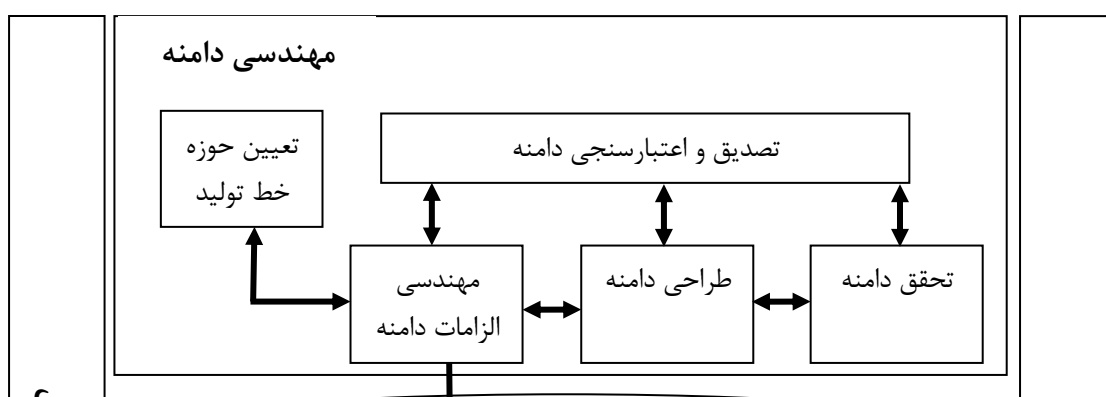 مهندسی دامنه
تعیین حوزه
خط تولید
تصدیق و اعتبارسنجی دامنه
مهندسی
الزامات دامنه
طراحی دامنه
تحقق دامنه